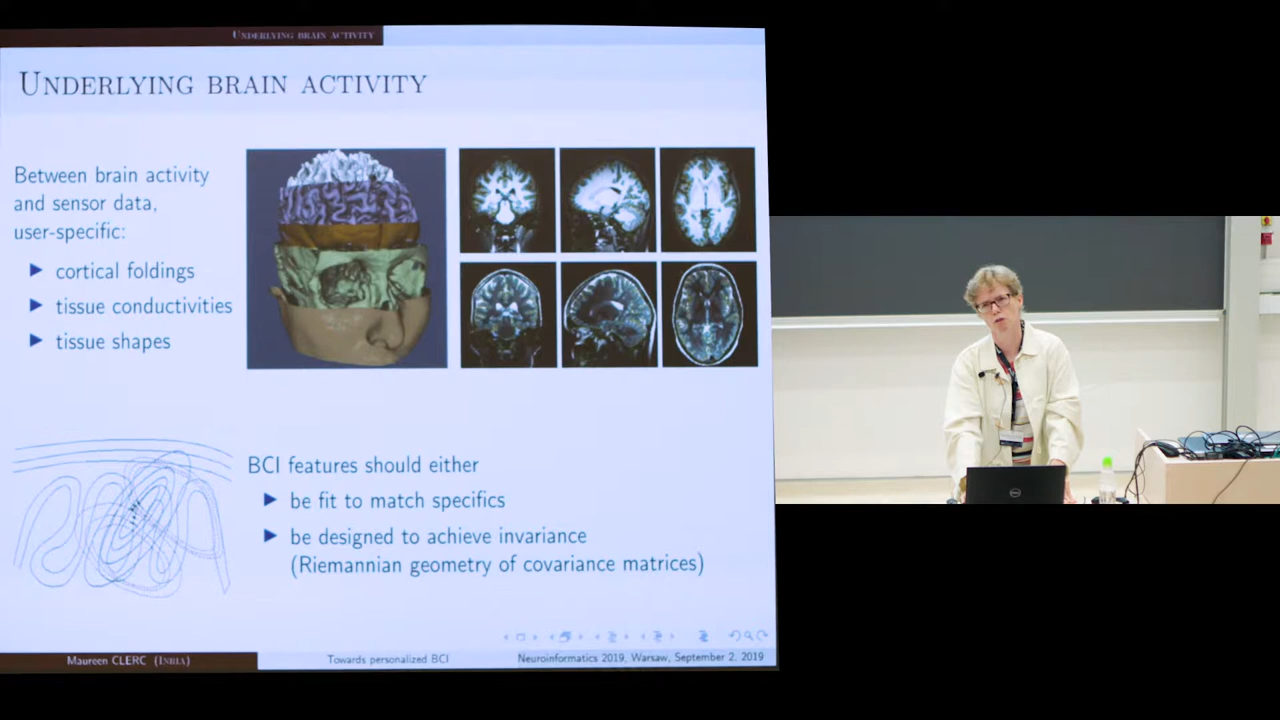 UNDERLYING BRAIN ACTIVITY
UNDERLYING BRAIN ACTIVITY
Between brain activity
and sensor data,
user-specific:
cortical foldings
tissue conductivities
tissue shapes
BCI features should either
be fit to match specifics
be designed to achieve invariance
(Riemannian geometry of covariance matrices)
Maureen CLERC (INRIA)
Towards personalized BCI
Neuroinformatics 2019, Warsaw, September 2, 2019
DELL